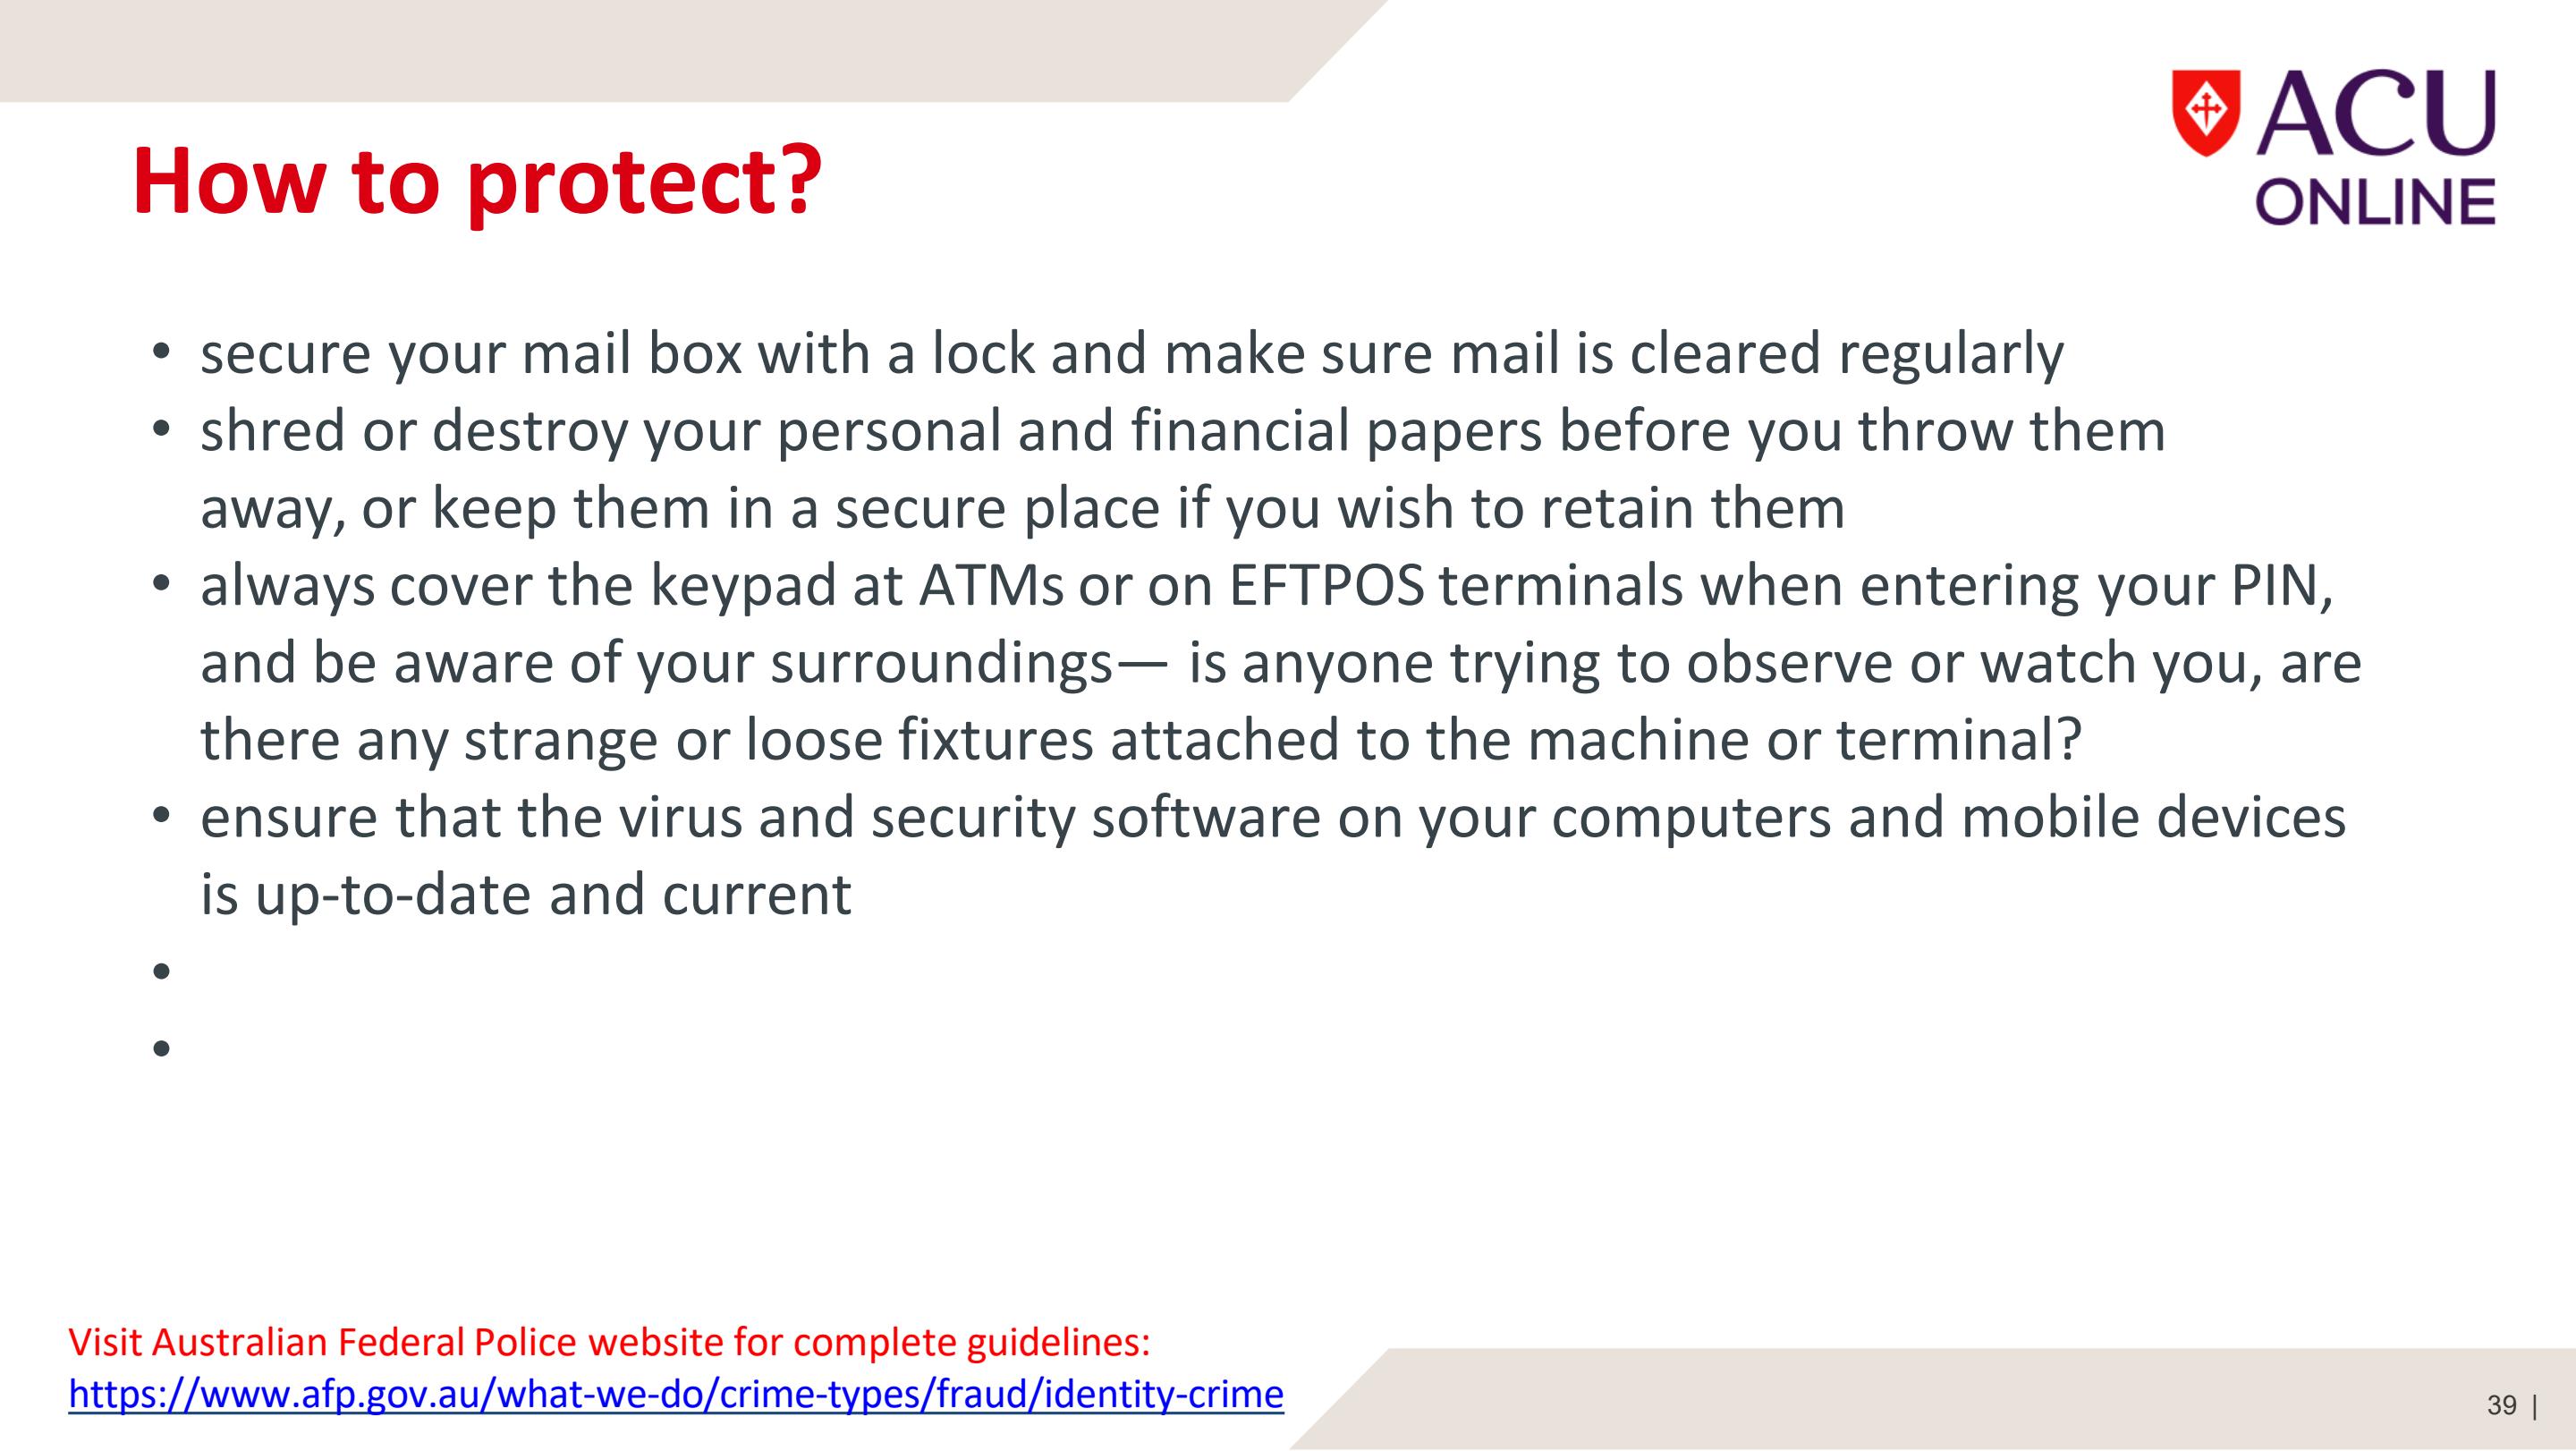 ACU
ONLINE
How to protect?
• secure your mail box with a lock and make sure mail is cleared regularly
• shred or destroy your personal and financial papers before you throw them
away, or keep them in a secure place if you wish to retain them
• always cover the keypad at ATMs or on EFTPOS terminals when entering your PIN,
and be aware of your surroundings— is anyone trying to observe or watch you, are
there any strange or loose fixtures attached to the machine or terminal?
• ensure that the virus and security software on your computers and mobile devices
is up-to-date and current
•
•
Visit Australian Federal Police website for complete guidelines:
https://www.afp.gov.au/what-we-do/crime-types/fraud/identity-crime
39 |